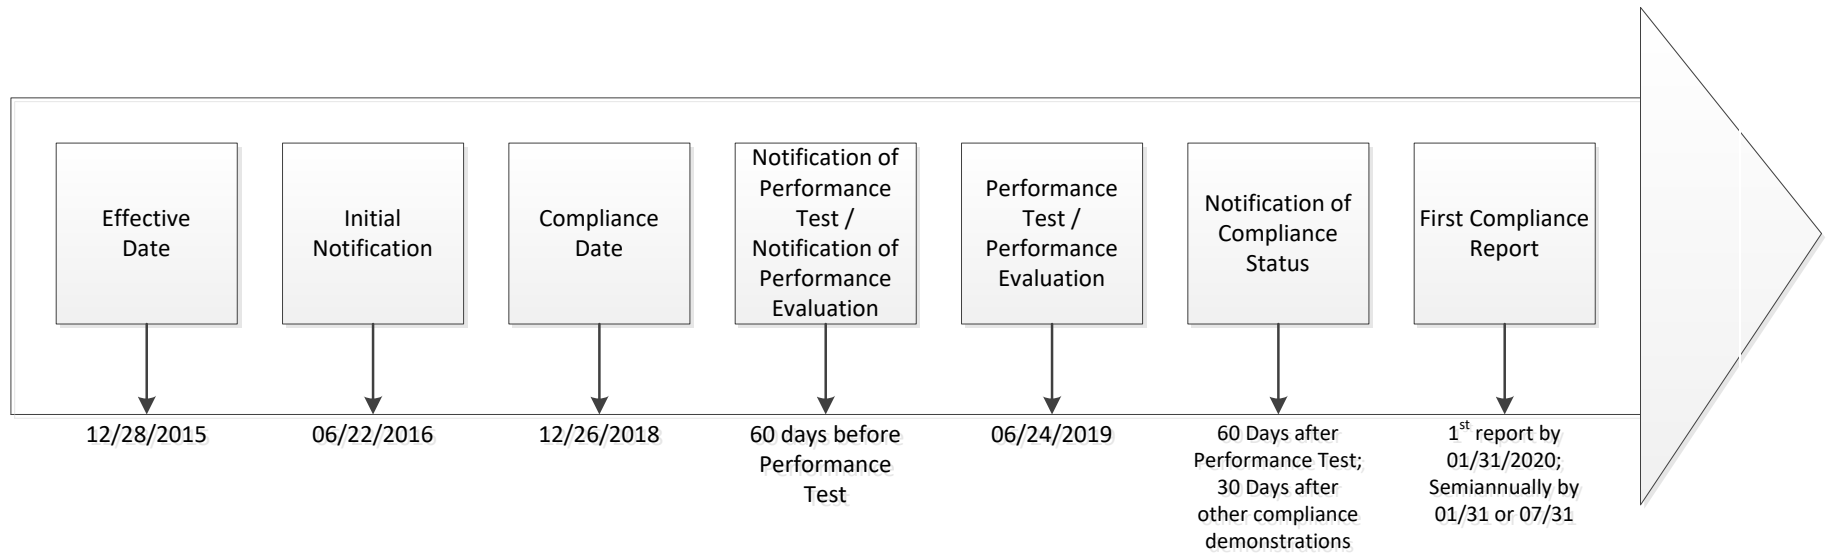 Effective
Date
Initial
Notification
Compliance
Date
Notification of
Performance
Test /
Notification of
Performance
Evaluation
Performance
Test /
Performance
Evaluation
Notification of
Compliance
Status
First Compliance
Report
12/28/2015
06/22/2016
12/26/2018
60 days before
Performance
Test
06/24/2019
60 Days after
Performance Test;
30 Days after
other compliance
demonstrations
1st report by
01/31/2020;
Semiannually by
01/31 or 07/31